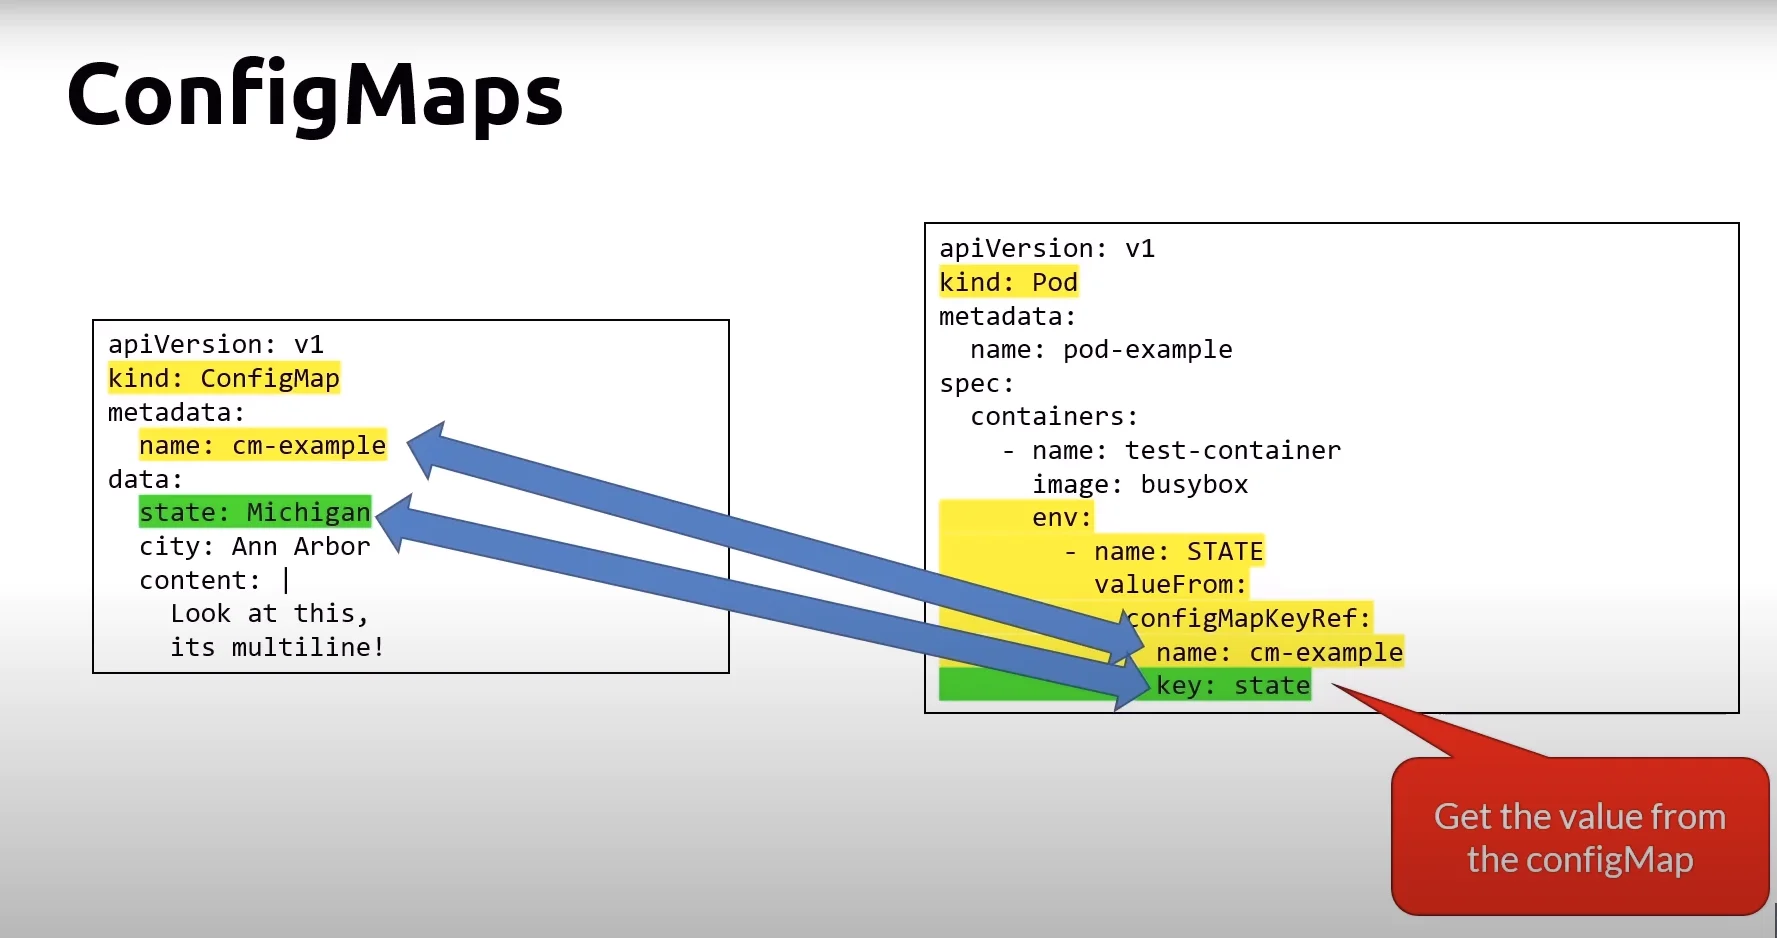 ConfigMaps
apiVersion: v1
kind: ConfigMap
metadata:
  name: cm-example
data:
  state: Michigan
  city: Ann Arbor
  content: |
    Look at this,
    its multiline!
apiVersion: v1
kind: Pod
metadata:
  name: pod-example
spec:
  containers:
    - name: test-container
      image: busybox
      env:
        - name: STATE
          valueFrom:
            configMapKeyRef:
              name: cm-example
              key: state
Get the value from
the configMap